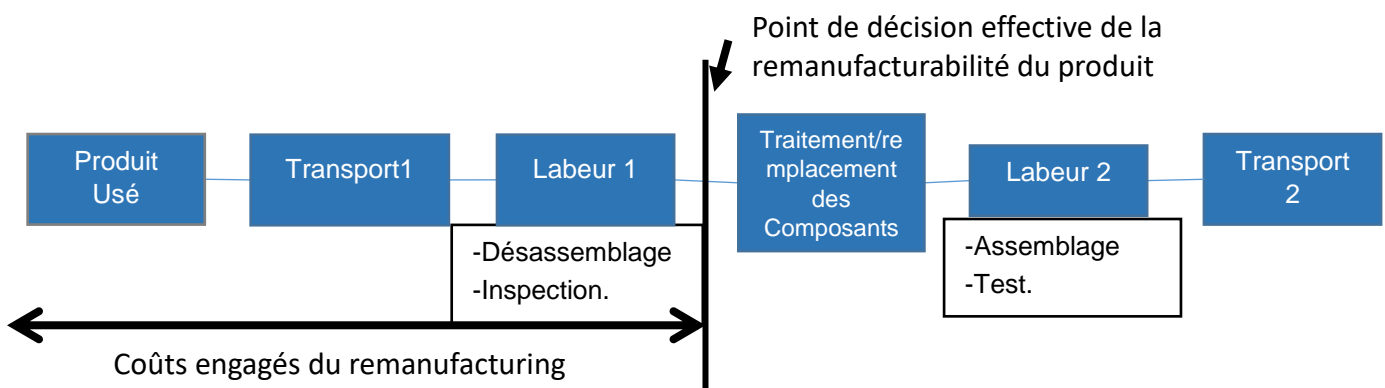 Point de décision effective de la
remanufacturabilité du produit
Produit
Usé
Transport1
Labeur 1
Traitement/re
mplacement
des
Composants
Labeur 2
Transport
2
-Désassemblage
-Inspection.
-Assemblage
-Test.
Coûts engagés du remanufacturing